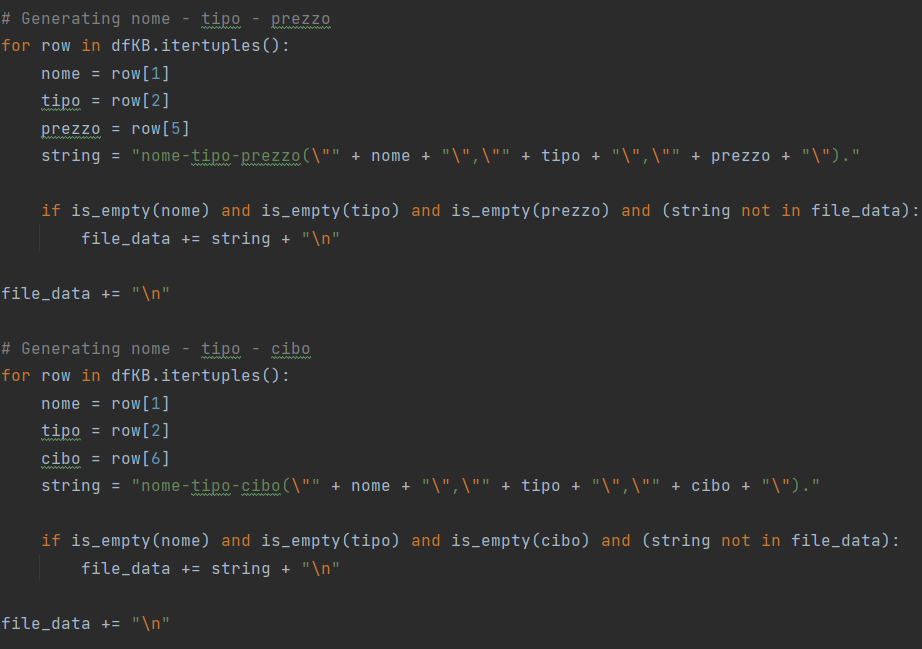 # Generating nome - tipo - prezzo
for row in dfKB.itertuples():
    nome = row[1]
    tipo = row[2]
    prezzo = row[5]
    string = "nome-tipo-prezzo(\"" + nome + "\",\"" + tipo + "\",\"" + prezzo + "\")."
    if is_empty(nome) and is_empty(tipo) and is_empty(prezzo) and (string not in file_data):
        file_data += string + "\n"
file_data += "\n"
# Generating nome - tipo - cibo
for row in dfKB.itertuples():
    nome = row[1]
    tipo = row[2]
    cibo = row[6]
    string = "nome-tipo-cibo(\"" + nome + "\",\"" + tipo + "\",\"" + cibo + "\")."
    if is_empty(nome) and is_empty(tipo) and is_empty(cibo) and (string not in file_data):
        file_data += string + "\n"
file_data += "\n"